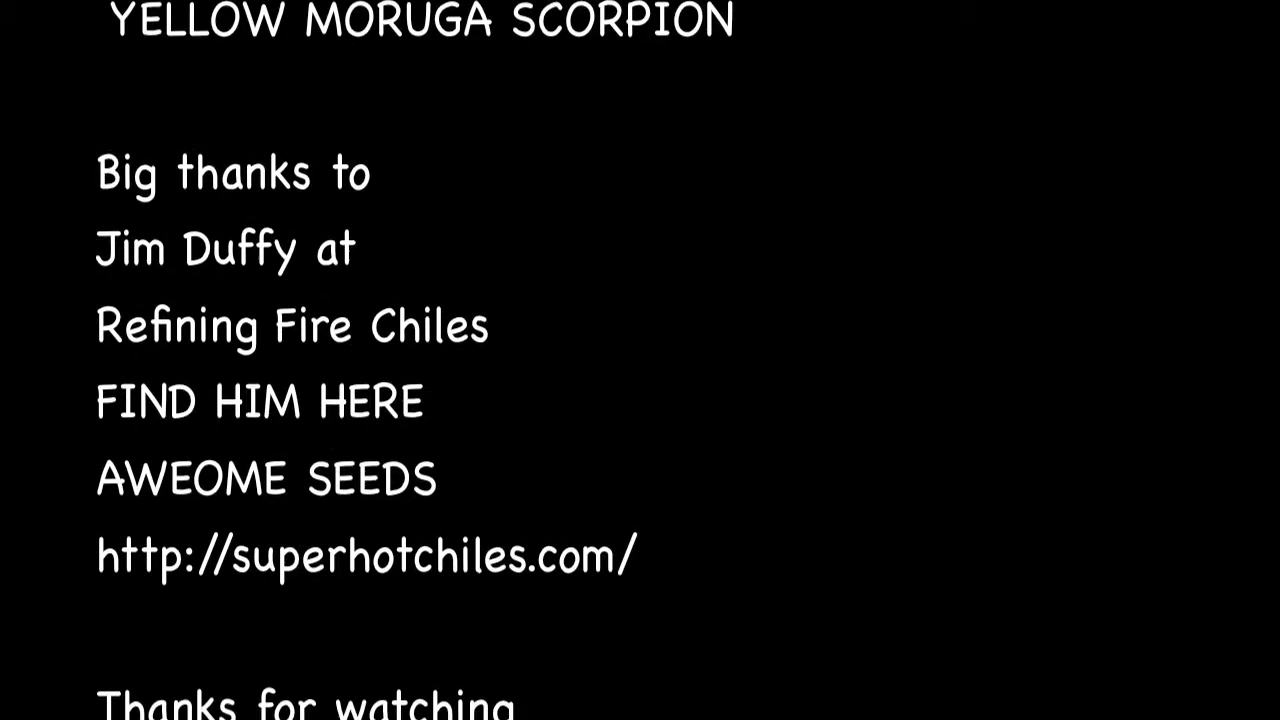 YELLOW MORUGA SCORPION
Big thanks to
Jim Duffy at
Refining Fire Chiles
FIND HIM HERE
AWEOME SEEDS
http://superhotchiles.com/
Thanks for watching